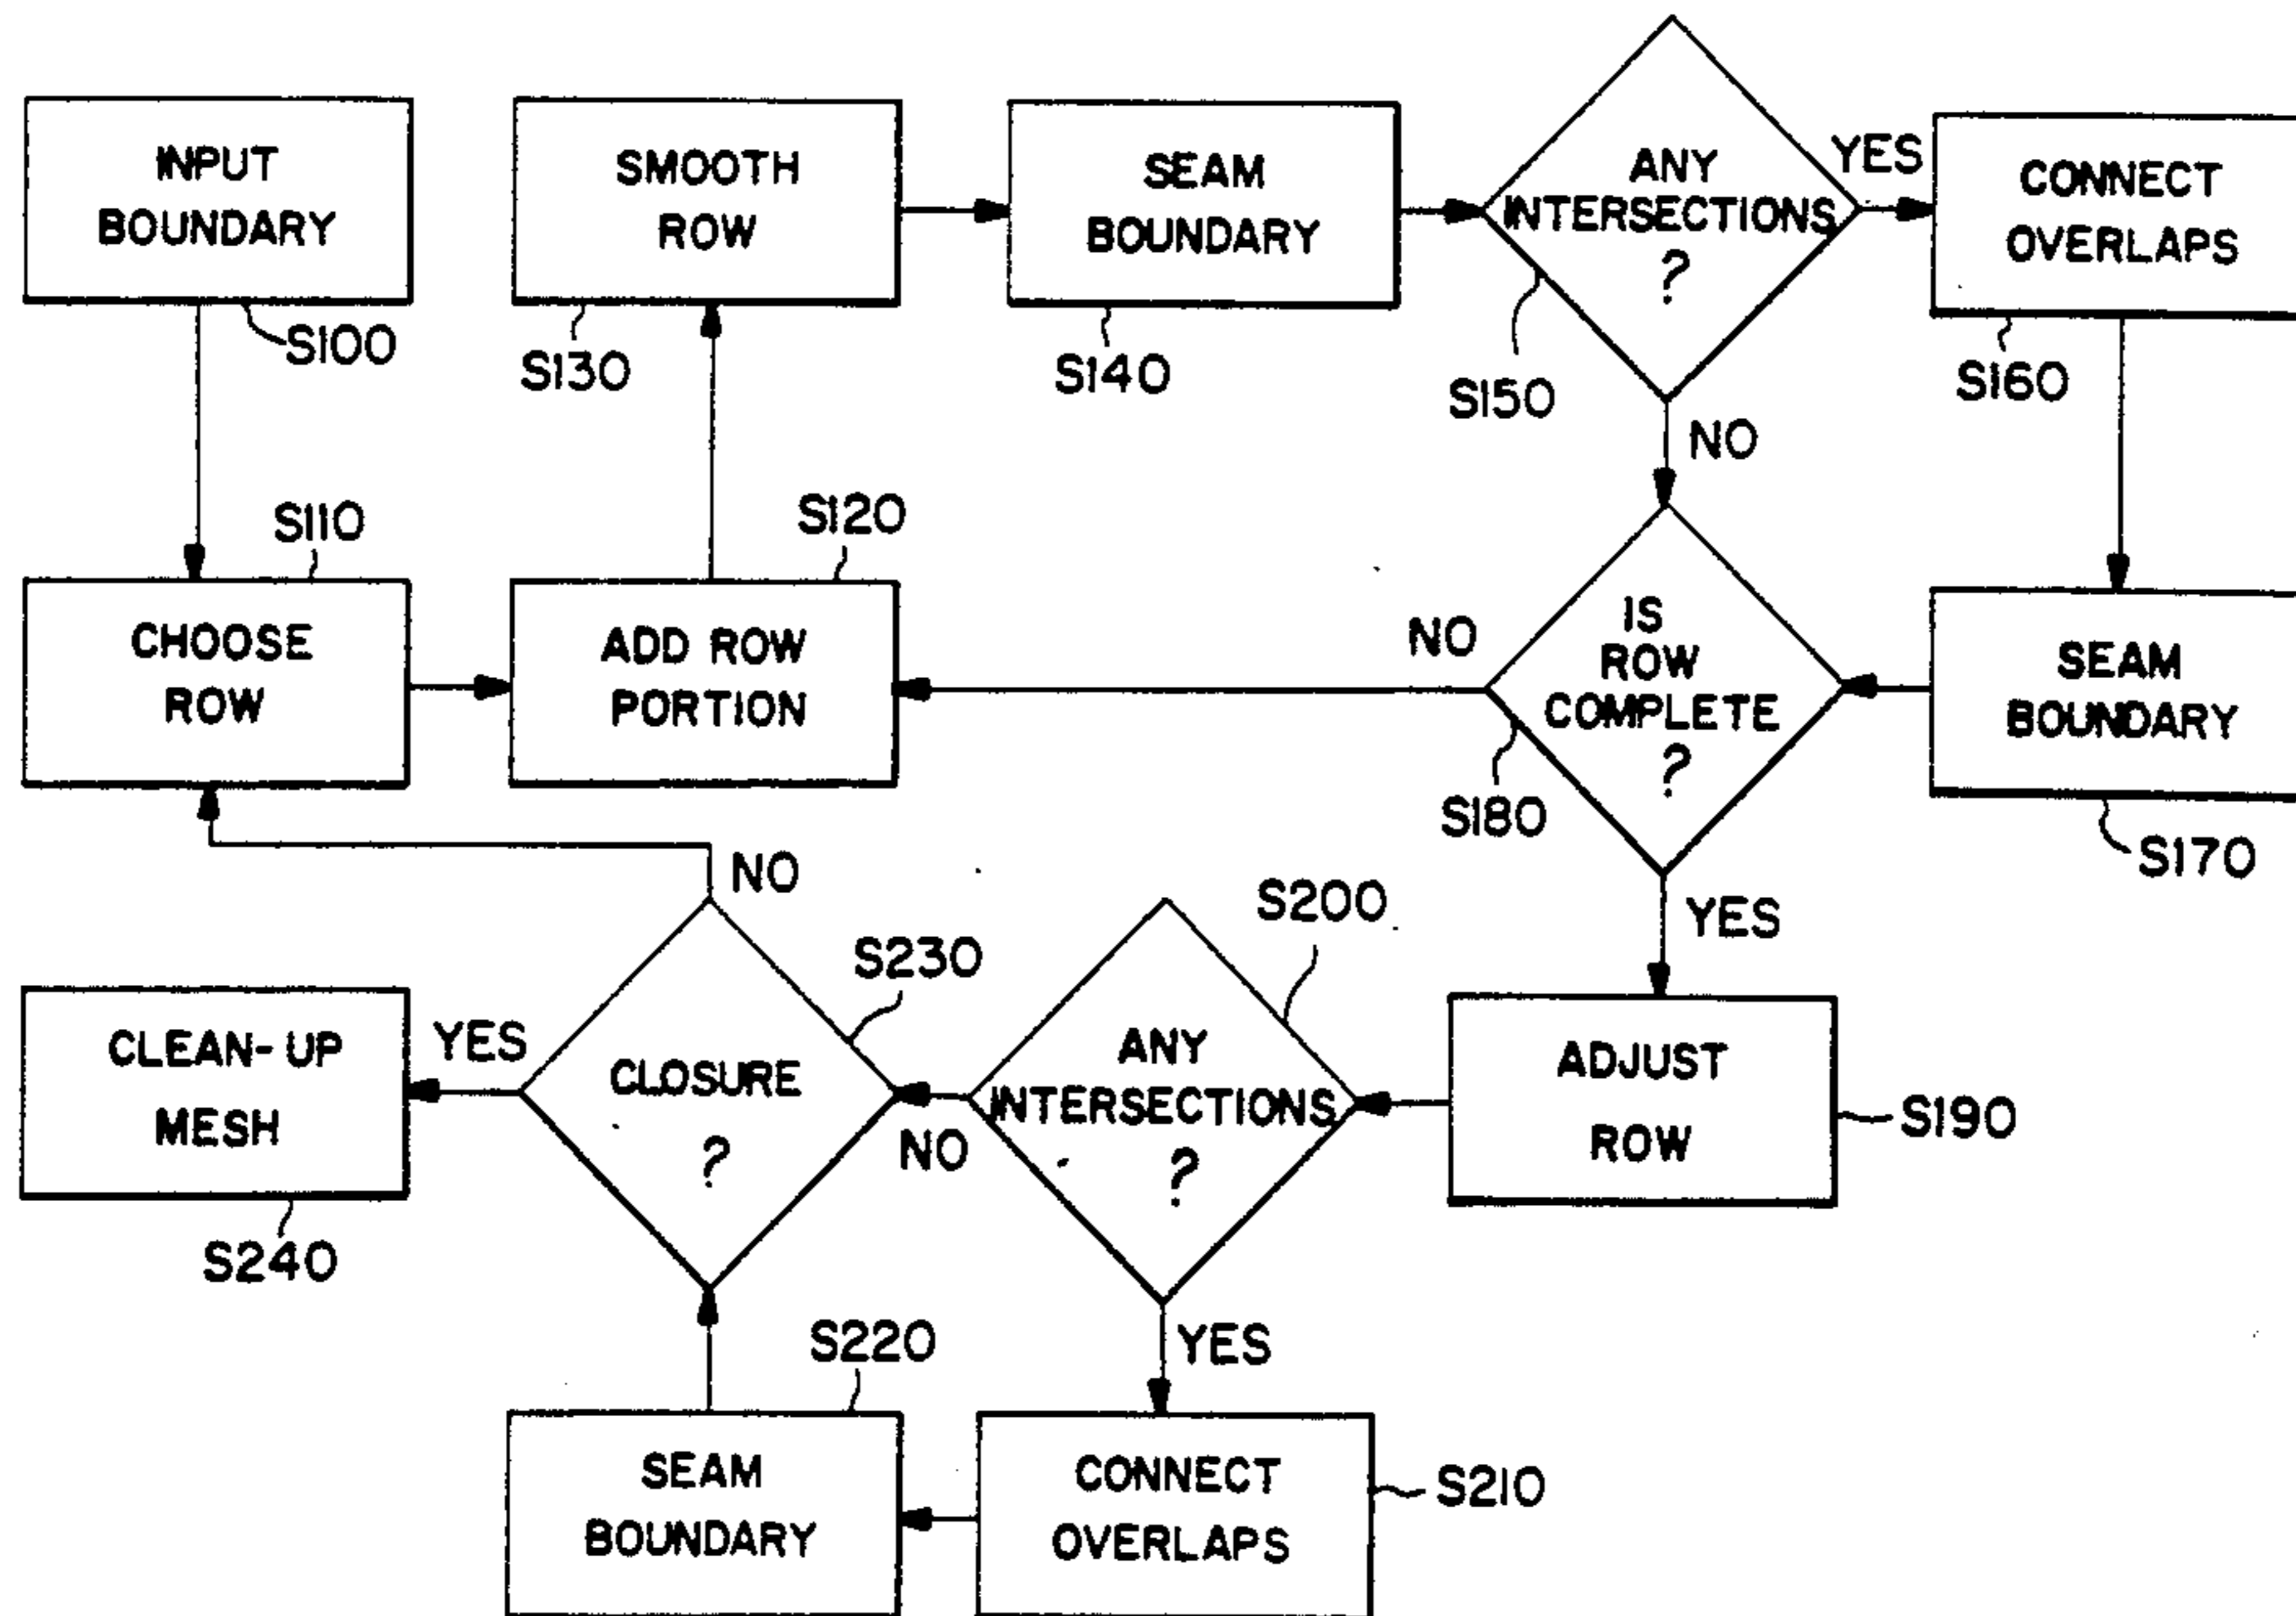 INPUT
BOUNDARY
S100
SMOOTH
ROW
S130
SEAM
BOUNDARY
S140
ANY
INTERSECTIONS
?
S150
YES
NO
CONNECT
OVERLAPS
S160
CHOOSE
ROW
S110
ADD ROW
PORTION
S120
NO
IS
ROW
COMPLETE
?
S180
YES
SEAM
BOUNDARY
S170
CLEAN-UP
MESH
S240
YES
NO
CLOSURE
?
S230
NO
ANY
INTERSECTIONS
?
S200
YES
ADJUST
ROW
S190
SEAM
BOUNDARY
S220
CONNECT
OVERLAPS
S210